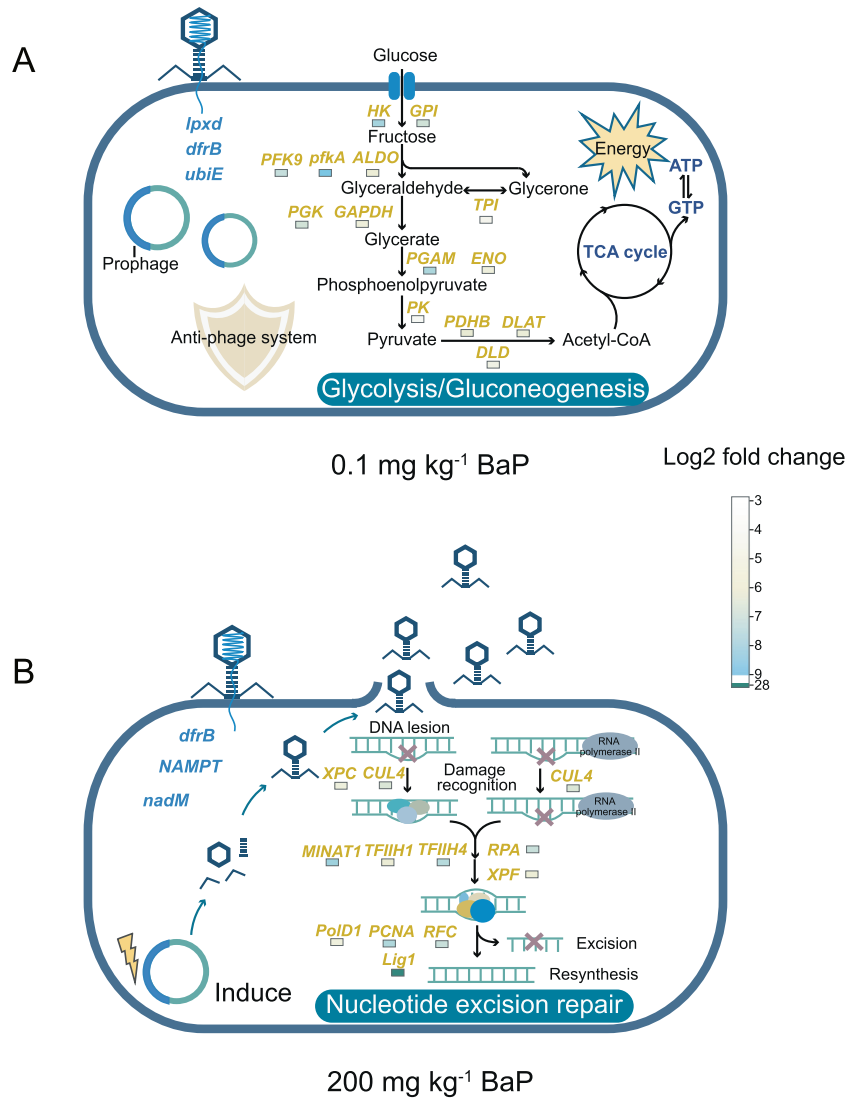 A
lpxd
dfrB
ubiE
Prophage
Anti-phage system
Glucose
HK GPI
Fructose
PFK9 pfkA ALDO
Glyceraldehyde Glycerone
TPI
PGK GAPDH
Glycerate
PGAM ENO
Phosphoenolpyruvate
PK
Pyruvate
PDHB DLAT
DLD
Acetyl-CoA
Energy
ATP
GTP
TCA cycle
Glycolysis/Gluconeogenesis
0.1 mg kg-1 BaP
Log2 fold change
3
4
5
6
7
8
9
28
B
dfrB
NAMPT
nadM
Induce
DNA lesion
RNA
polymerase II
XPC CUL4
Damage
recognition
CUL4
RNA
polymerase II
MINAT1 TFIIH1 TFIIH4 RPA
XPF
PolD1 PCNA RFC
Lig1
Excision
Resynthesis
Nucleotide excision repair
200 mg kg-1 BaP